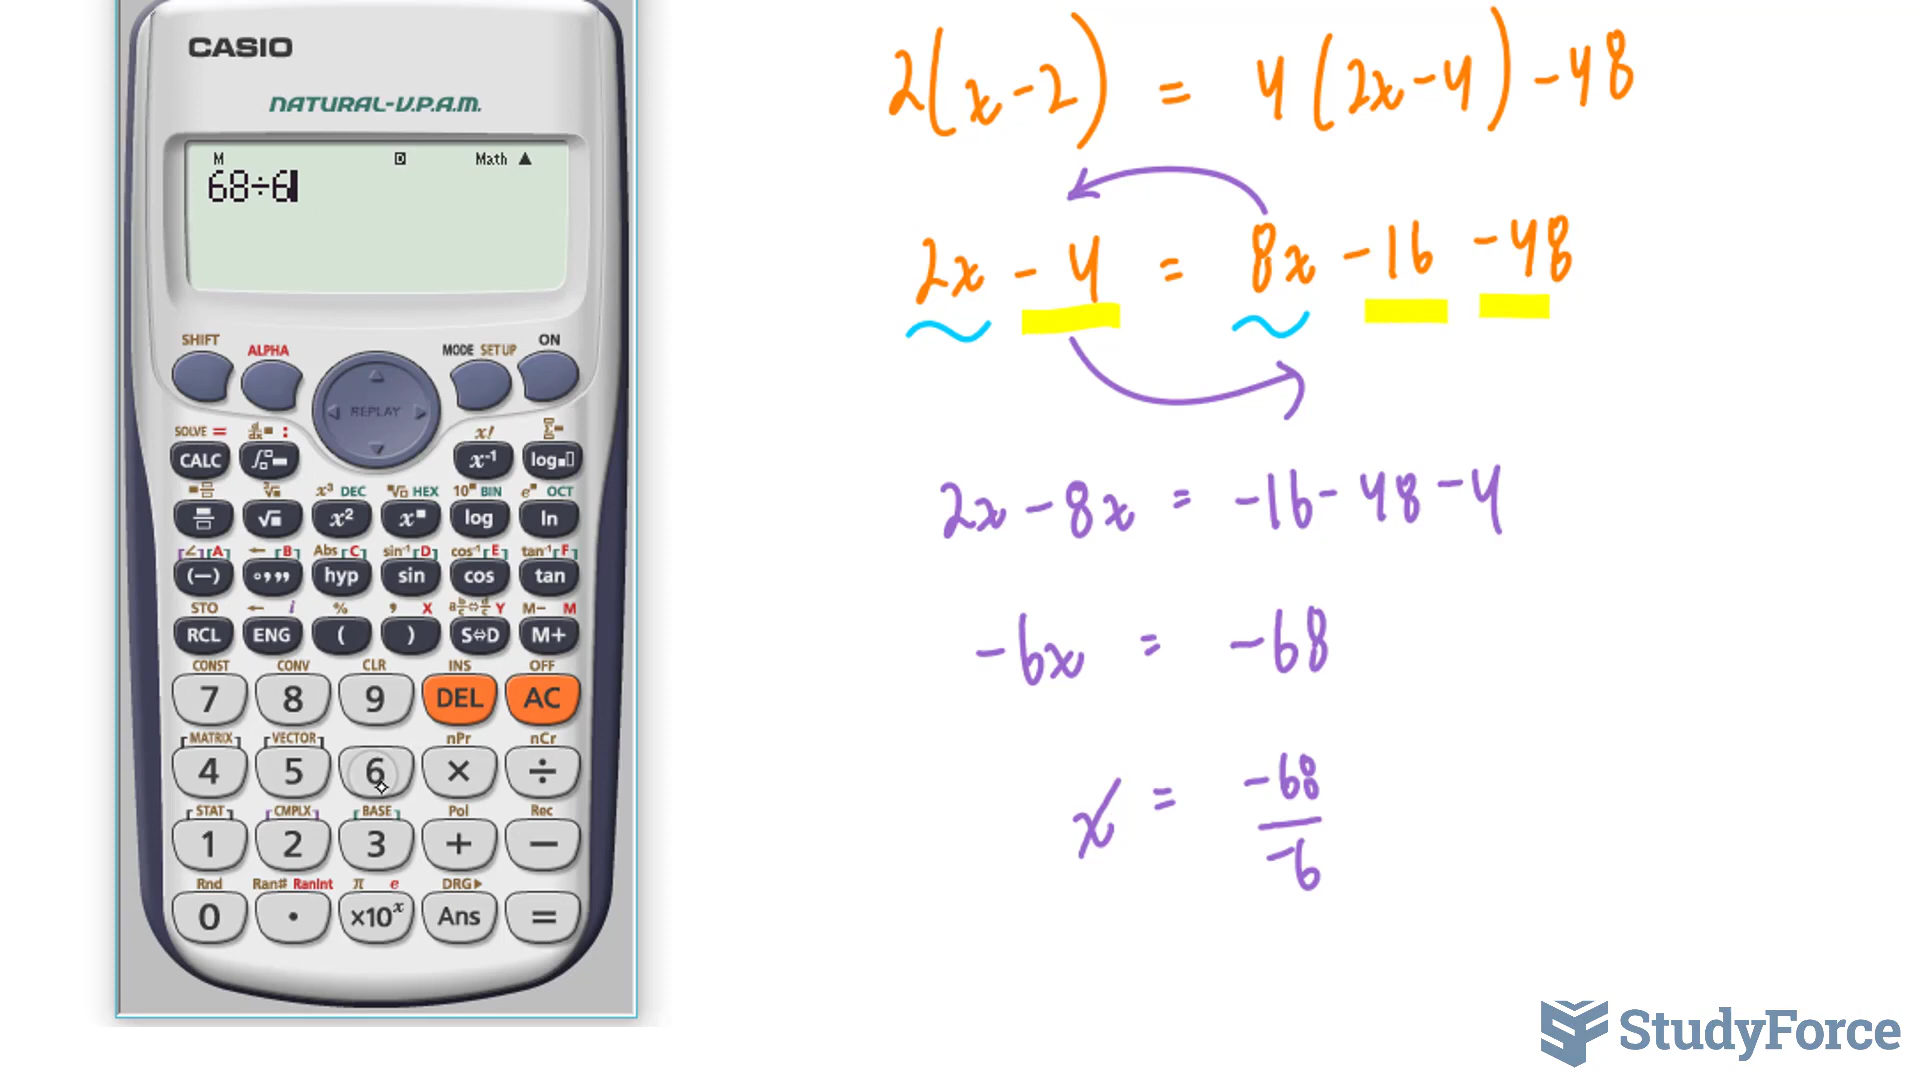 CASIO
NATURAL-V.P.A.M.
M D Math ▲
68÷6
SHIFT ALPHA MODE SETUP ON
REPLAY
SOLVE = d/dx= : x! Σ=
CALC ∫ x⁻¹ log
x³ DEC ⁿ√ HEX 10^■ BIN e^■ OCT
√■ x² x^■ log ln
∠ A ← B Abs C sin⁻¹ D cos⁻¹ E tan⁻¹ F
(−) °''' hyp sin cos tan
STO ← i % , X a b/c⇔d/c Y M− M
RCL ENG ( ) S⇔D M+
CONST CONV CLR INS OFF
7 8 9 DEL AC
MATRIX VECTOR nPr nCr
4 5 6 × ÷
STAT CMPLX BASE Pol Rec
1 2 3 + −
Rnd Ran# RanInt π e DRG▶
0 • ×10ˣ Ans =
2(x-2) = 4(2x-4)-48
2x - 4 = 8x -16 -48
2x - 8x = -16 - 48 - 4
-6x = -68
x = -68/-6
StudyForce